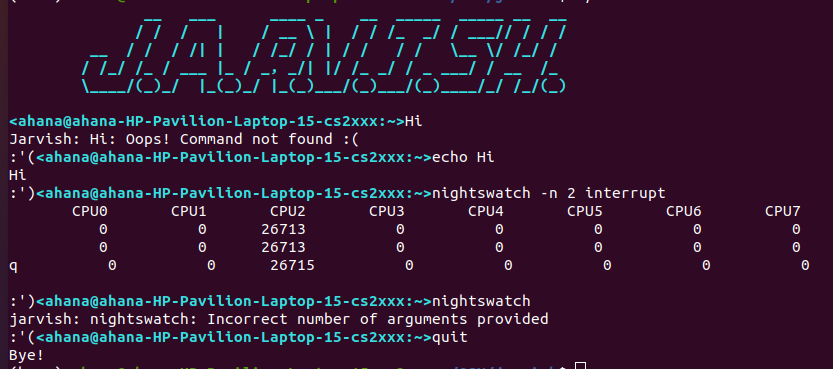 J.A.R.V.I.S.H.
<ahana@ahana-HP-Pavilion-Laptop-15-cs2xxx:~>Hi
Jarvish: Hi: Oops! Command not found :(
:'(<ahana@ahana-HP-Pavilion-Laptop-15-cs2xxx:~>echo Hi
Hi
:')<ahana@ahana-HP-Pavilion-Laptop-15-cs2xxx:~>nightswatch -n 2 interrupt
CPU0 CPU1 CPU2 CPU3 CPU4 CPU5 CPU6 CPU7
0 0 26713 0 0 0 0 0
0 0 26713 0 0 0 0 0
q 0 0 26715 0 0 0 0 0
:')<ahana@ahana-HP-Pavilion-Laptop-15-cs2xxx:~>nightswatch
jarvish: nightswatch: Incorrect number of arguments provided
:'(<ahana@ahana-HP-Pavilion-Laptop-15-cs2xxx:~>quit
Bye!